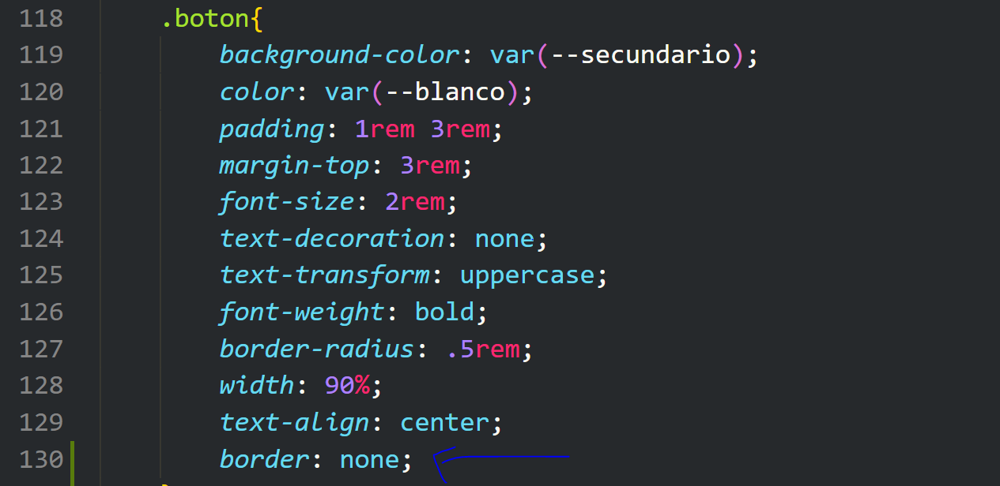 118 .boton{
119 background-color: var(--secundario);
120 color: var(--blanco);
121 padding: 1rem 3rem;
122 margin-top: 3rem;
123 font-size: 2rem;
124 text-decoration: none;
125 text-transform: uppercase;
126 font-weight: bold;
127 border-radius: .5rem;
128 width: 90%;
129 text-align: center;
130 border: none;